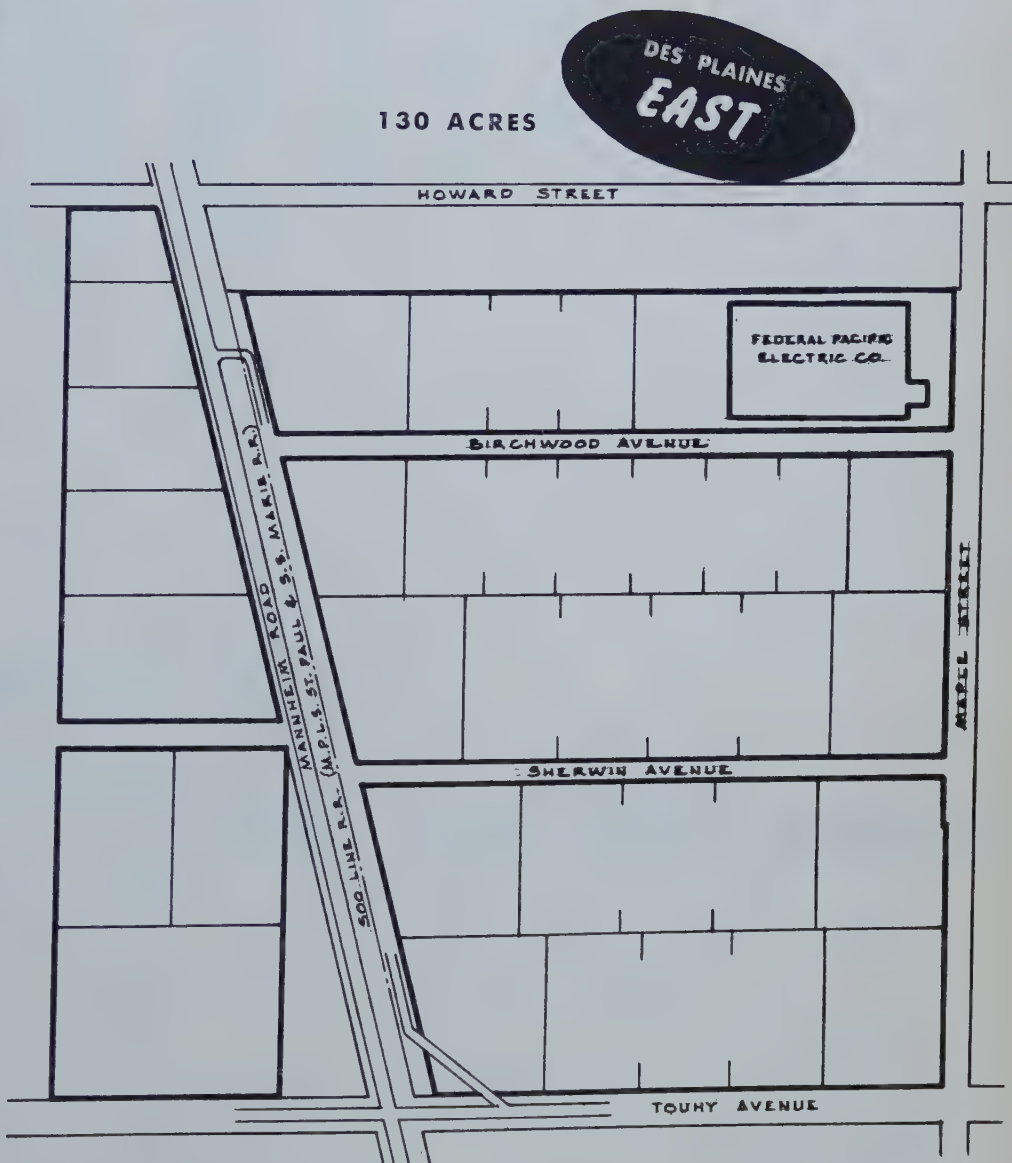 DES PLAINES
EAST
130 ACRES
HOWARD STREET
FEDERAL PACIFIC
ELECTRIC CO.
BIRCHWOOD AVENUE
MAPLE STREET
MANNHEIM ROAD
SOO LINE R.R. (M.P.L.S. ST. PAUL & S.S. MARIE R.R.)
SHERWIN AVENUE
TOUHY AVENUE